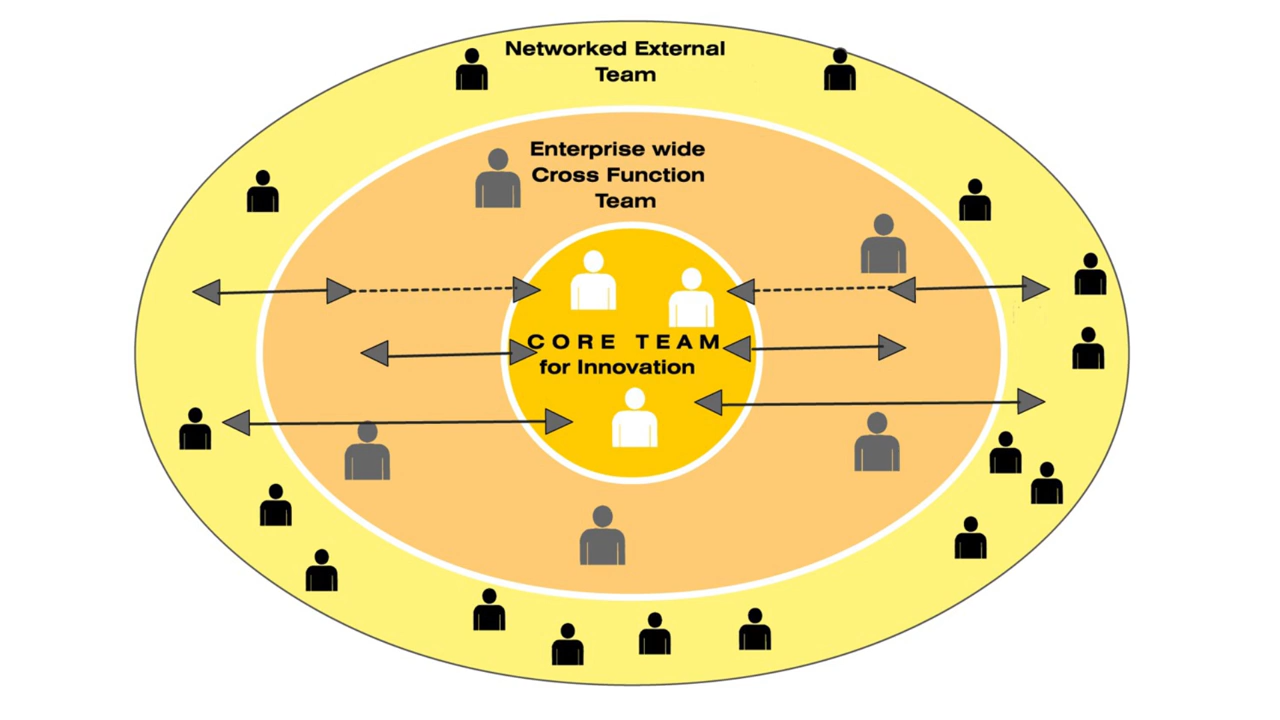 Networked External
Team
Enterprise wide
Cross Function
Team
CORE TEAM
for Innovation